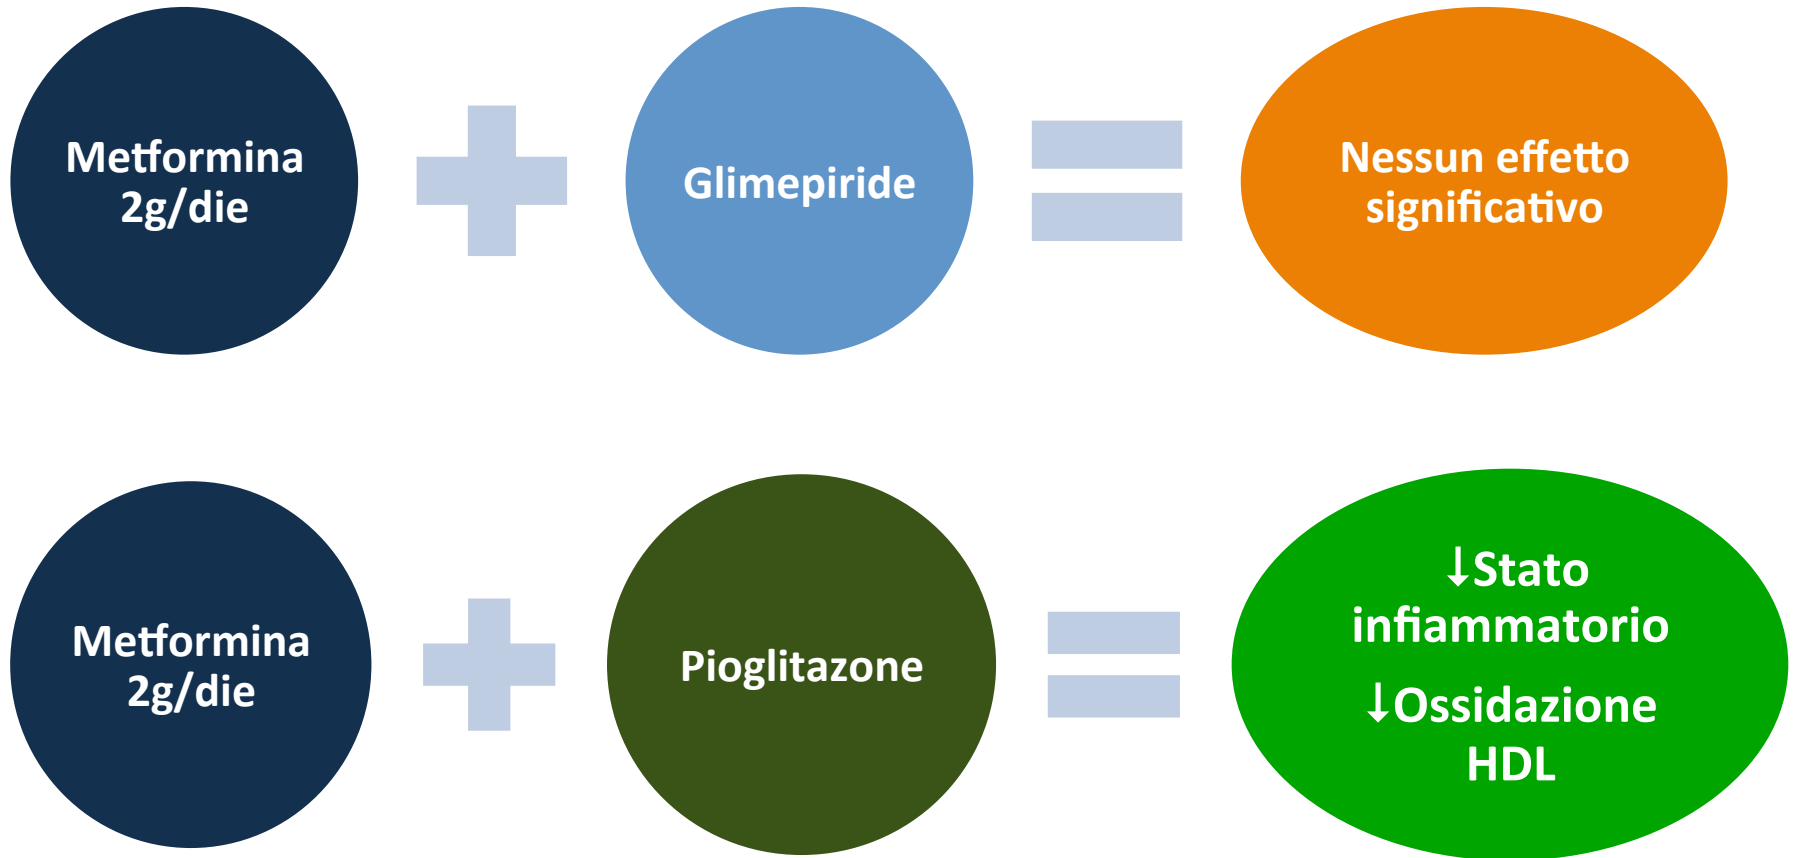 Metformina
2g/die
Glimepiride
Nessun effetto
significativo
Metformina
2g/die
Pioglitazone
↓Stato
infiammatorio
↓Ossidazione
HDL